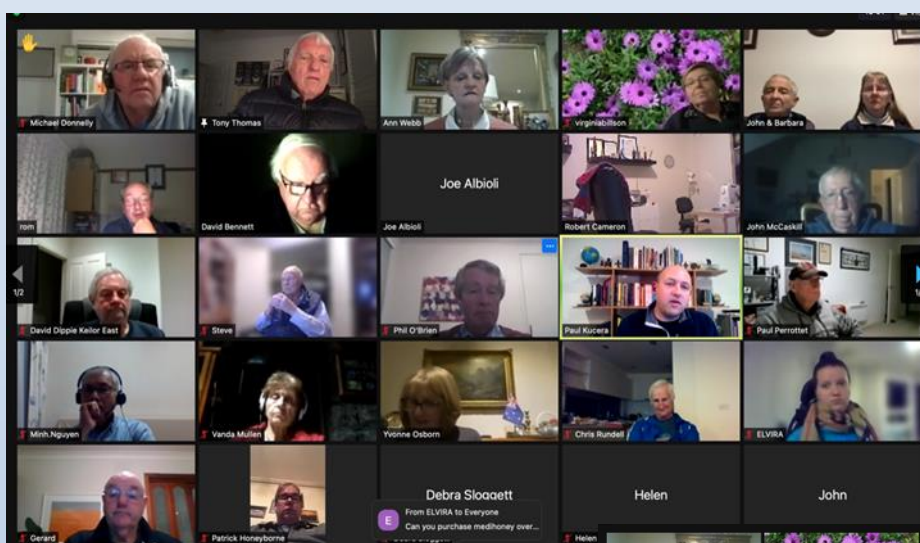 Michael Donnelly
Tony Thomas
Ann Webb
virginiabillson
John & Barbara
rom
David Bennett
Joe Albioli
Joe Albioli
Robert Cameron
John McCaskill
1/2
David Dippie Keilor East
Steve
Phil O'Brien
Paul Kucera
Paul Perrottet
Minh.Nguyen
Vanda Mullen
Yvonne Osborn
Chris Rundell
ELVIRA
Gerard
Patrick Honeyborne
Debra Sloggett
E
From ELVIRA to Everyone
Can you purchase medihoney over...
Helen
Helen
John